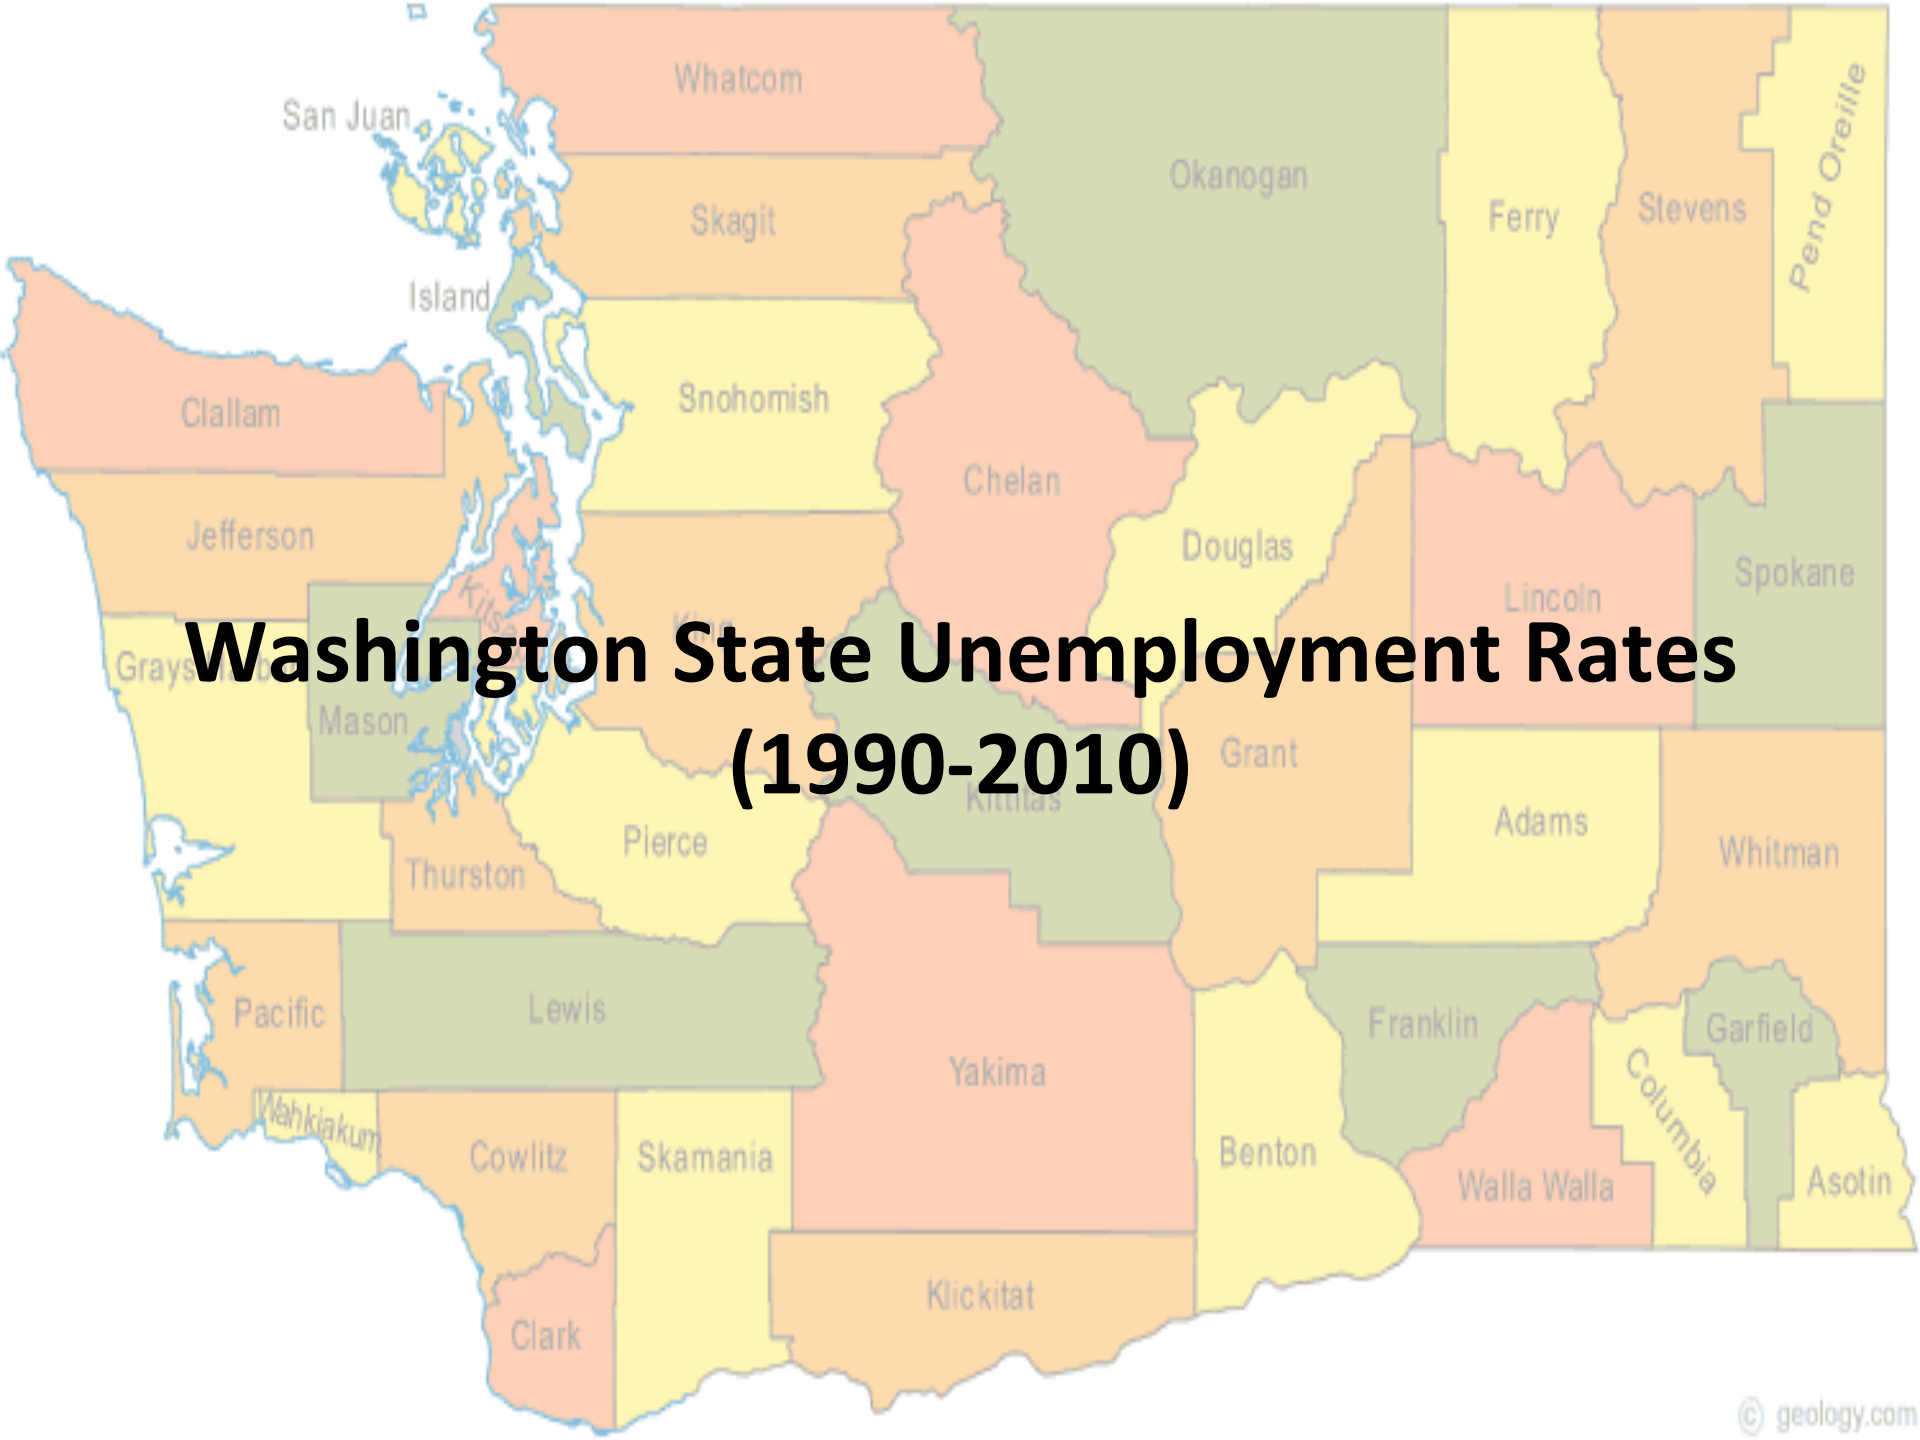 Whatcom
San Juan
Okanogan
Pend Oreille
Skagit
Ferry
Stevens
Island
Clallam
Snohomish
Chelan
Jefferson
Douglas
Spokane
Lincoln
Washington State Unemployment Rates
(1990-2010)
Mason
Grant
Kittitas
Pierce
Adams
Whitman
Thurston
Pacific
Lewis
Franklin
Garfield
Yakima
Columbia
Wahkiakum
Cowlitz
Skamania
Benton
Walla Walla
Asotin
Klickitat
Clark
© geology.com